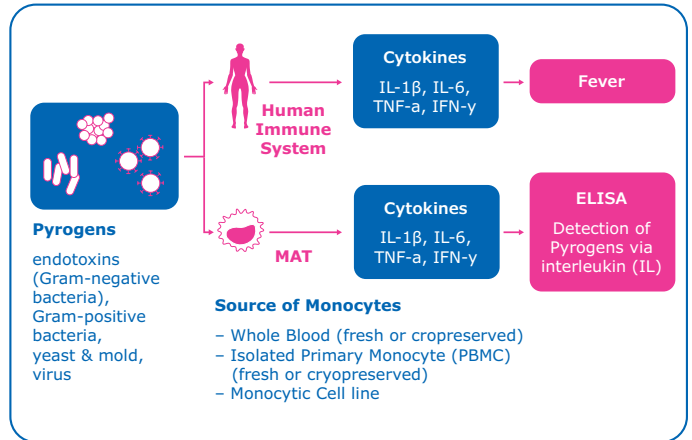 Cytokines
IL-1β, IL-6,
TNF-a, IFN-y
Fever
Human
Immune
System
Pyrogens
endotoxins
(Gram-negative
bacteria),
Gram-positive
bacteria,
yeast & mold,
virus
MAT
Cytokines
IL-1β, IL-6,
TNF-a, IFN-y
ELISA
Detection of
Pyrogens via
interleukin (IL)
Source of Monocytes
– Whole Blood (fresh or cropreserved)
– Isolated Primary Monocyte (PBMC)
(fresh or cryopreserved)
– Monocytic Cell line